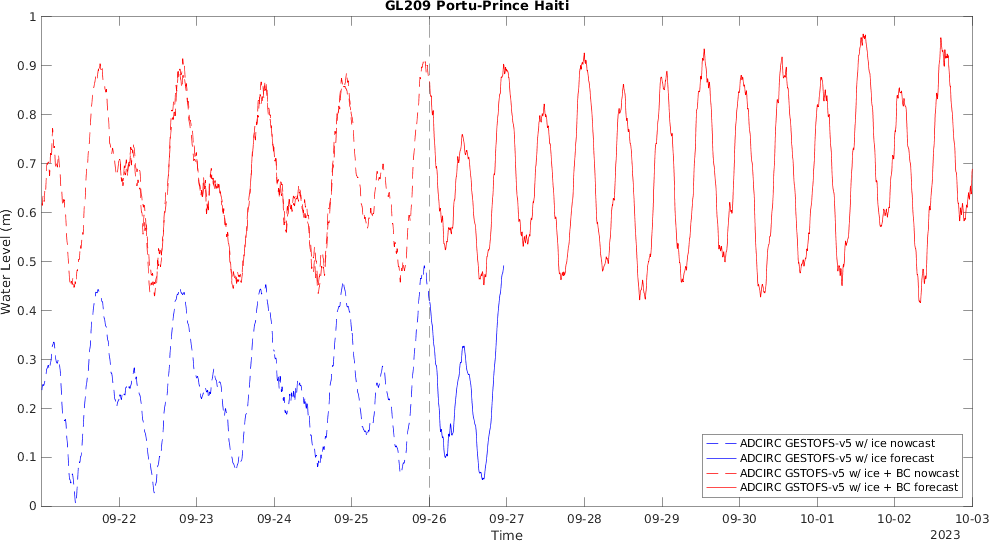 GL209 Portu-Prince Haiti
1
0.9
0.8
0.7
0.6
0.5
0.4
0.3
0.2
0.1
0
Water Level (m)
ADCIRC GESTOFS-v5 w/ ice nowcast
ADCIRC GESTOFS-v5 w/ ice forecast
ADCIRC GSTOFS-v5 w/ ice + BC nowcast
ADCIRC GSTOFS-v5 w/ ice + BC forecast
09-22 09-23 09-24 09-25 09-26 09-27 09-28 09-29 09-30 10-01 10-02 10-03
Time
2023